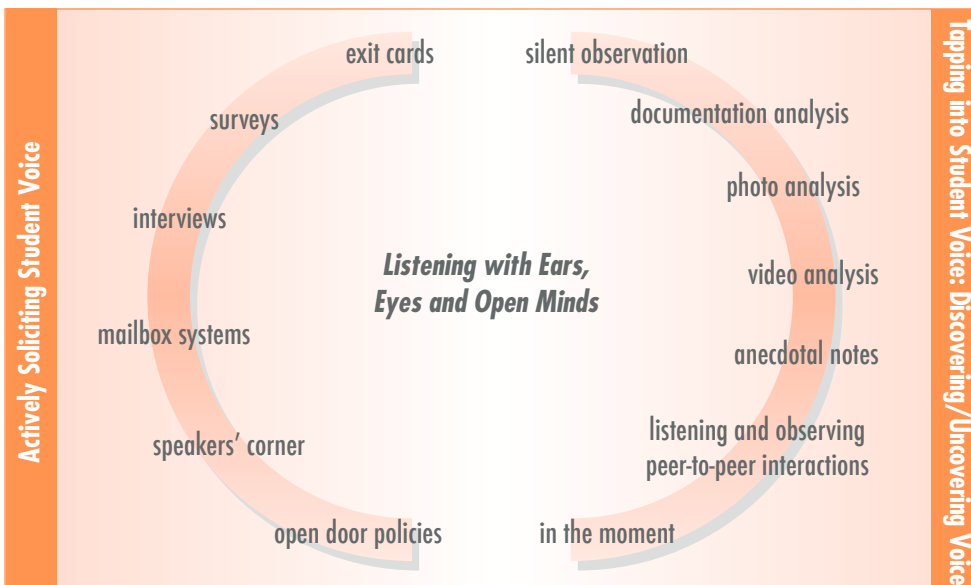 Actively Soliciting Student Voice
exit cards
surveys
interviews
mailbox systems
speakers’ corner
open door policies
Listening with Ears,
Eyes and Open Minds
silent observation
documentation analysis
photo analysis
video analysis
anecdotal notes
listening and observing
peer-to-peer interactions
in the moment
Tapping into Student Voice: Discovering/Uncovering Voice